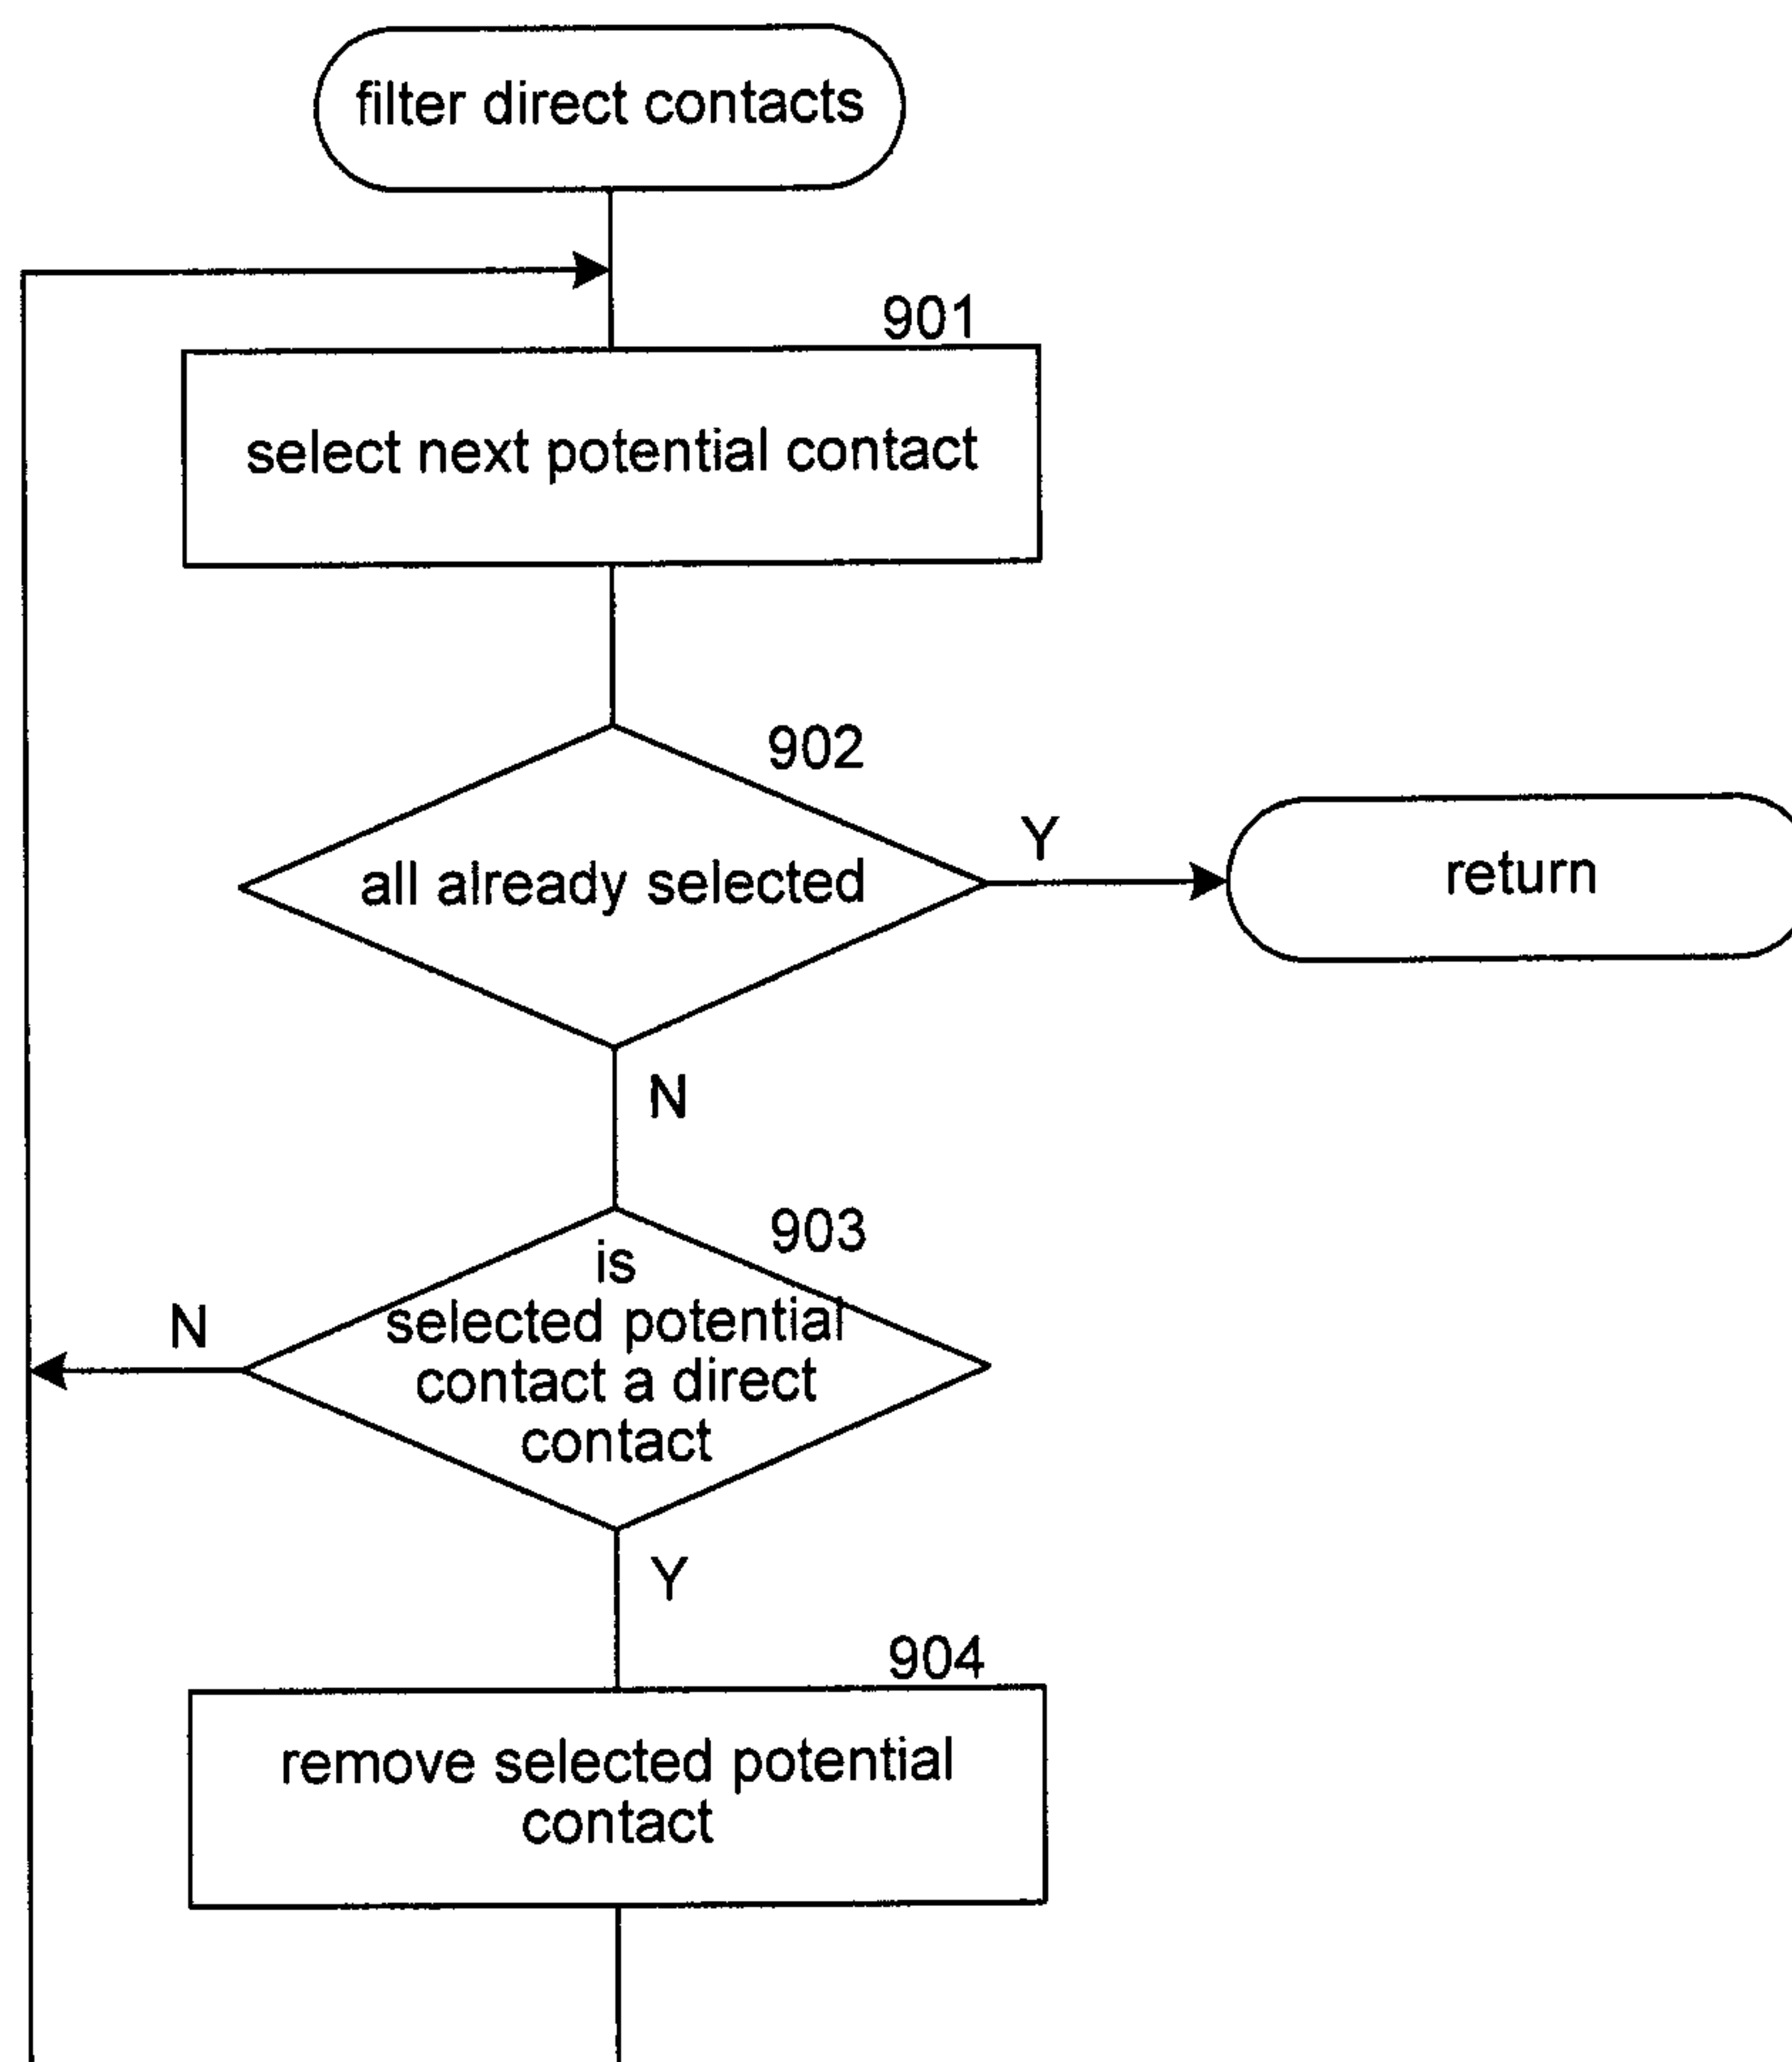 filter direct contacts
901
select next potential contact
902
all already selected
Y
return
N
903
is
selected potential
contact a direct
contact
N
Y
904
remove selected potential
contact